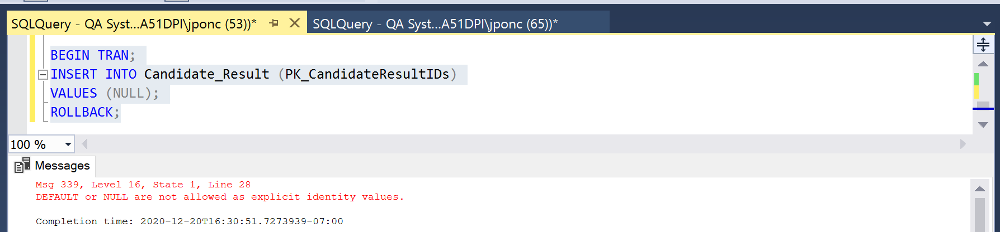 SQLQuery - QA Syst...A51DPI\jponc (53))*
SQLQuery - QA Syst...A51DPI\jponc (65))*
BEGIN TRAN;
INSERT INTO Candidate_Result (PK_CandidateResultIDs)
VALUES (NULL);
ROLLBACK;
100 %
Messages
Msg 339, Level 16, State 1, Line 28
DEFAULT or NULL are not allowed as explicit identity values.
Completion time: 2020-12-20T16:30:51.7273939-07:00